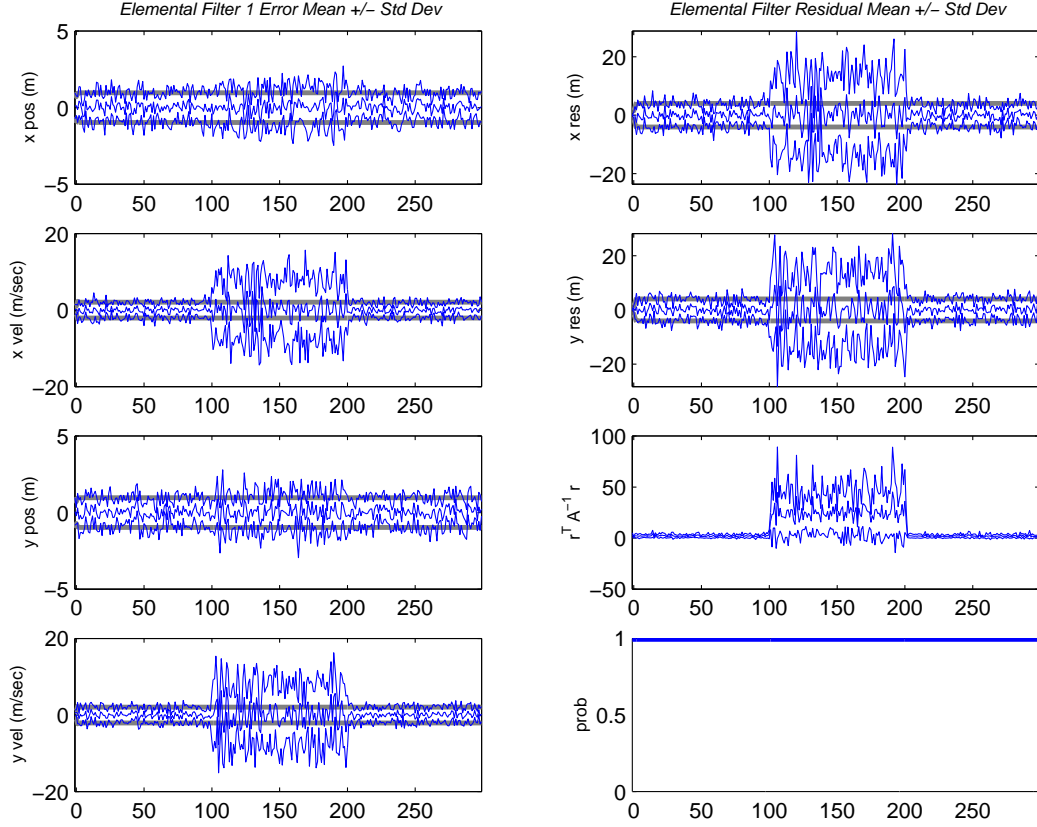 Elemental Filter 1 Error Mean +/− Std Dev
5
0
−5
x pos (m)
0 50 100 150 200 250
20
0
−20
x vel (m/sec)
0 50 100 150 200 250
5
0
−5
y pos (m)
0 50 100 150 200 250
20
0
−20
y vel (m/sec)
0 50 100 150 200 250
Elemental Filter Residual Mean +/− Std Dev
20
0
−20
x res (m)
0 50 100 150 200 250
20
0
−20
y res (m)
0 50 100 150 200 250
100
50
0
−50
r^T A^−1 r
0 50 100 150 200 250
1
0.5
0
prob
0 50 100 150 200 250